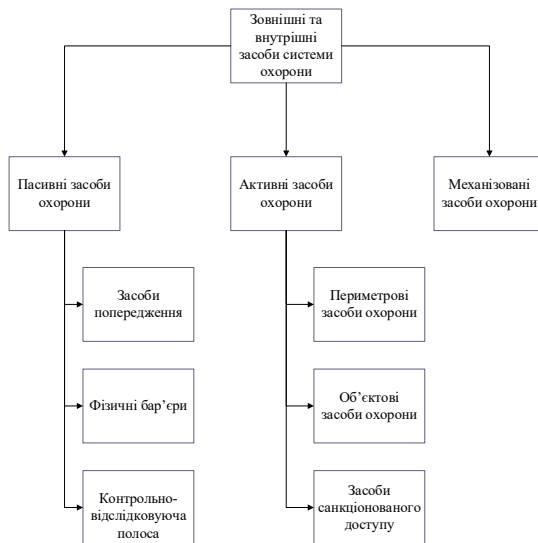 Зовнішні та
внутрішні
засоби системи
охорони
Пасивні засоби
охорони
Активні засоби
охорони
Механізовані
засоби охорони
Засоби
попередження
Периметрові
засоби охорони
Фізичні бар’єри
Об’єктові
засоби охорони
Контрольно-
відслідковуюча
полоса
Засоби
санкціонованого
доступу